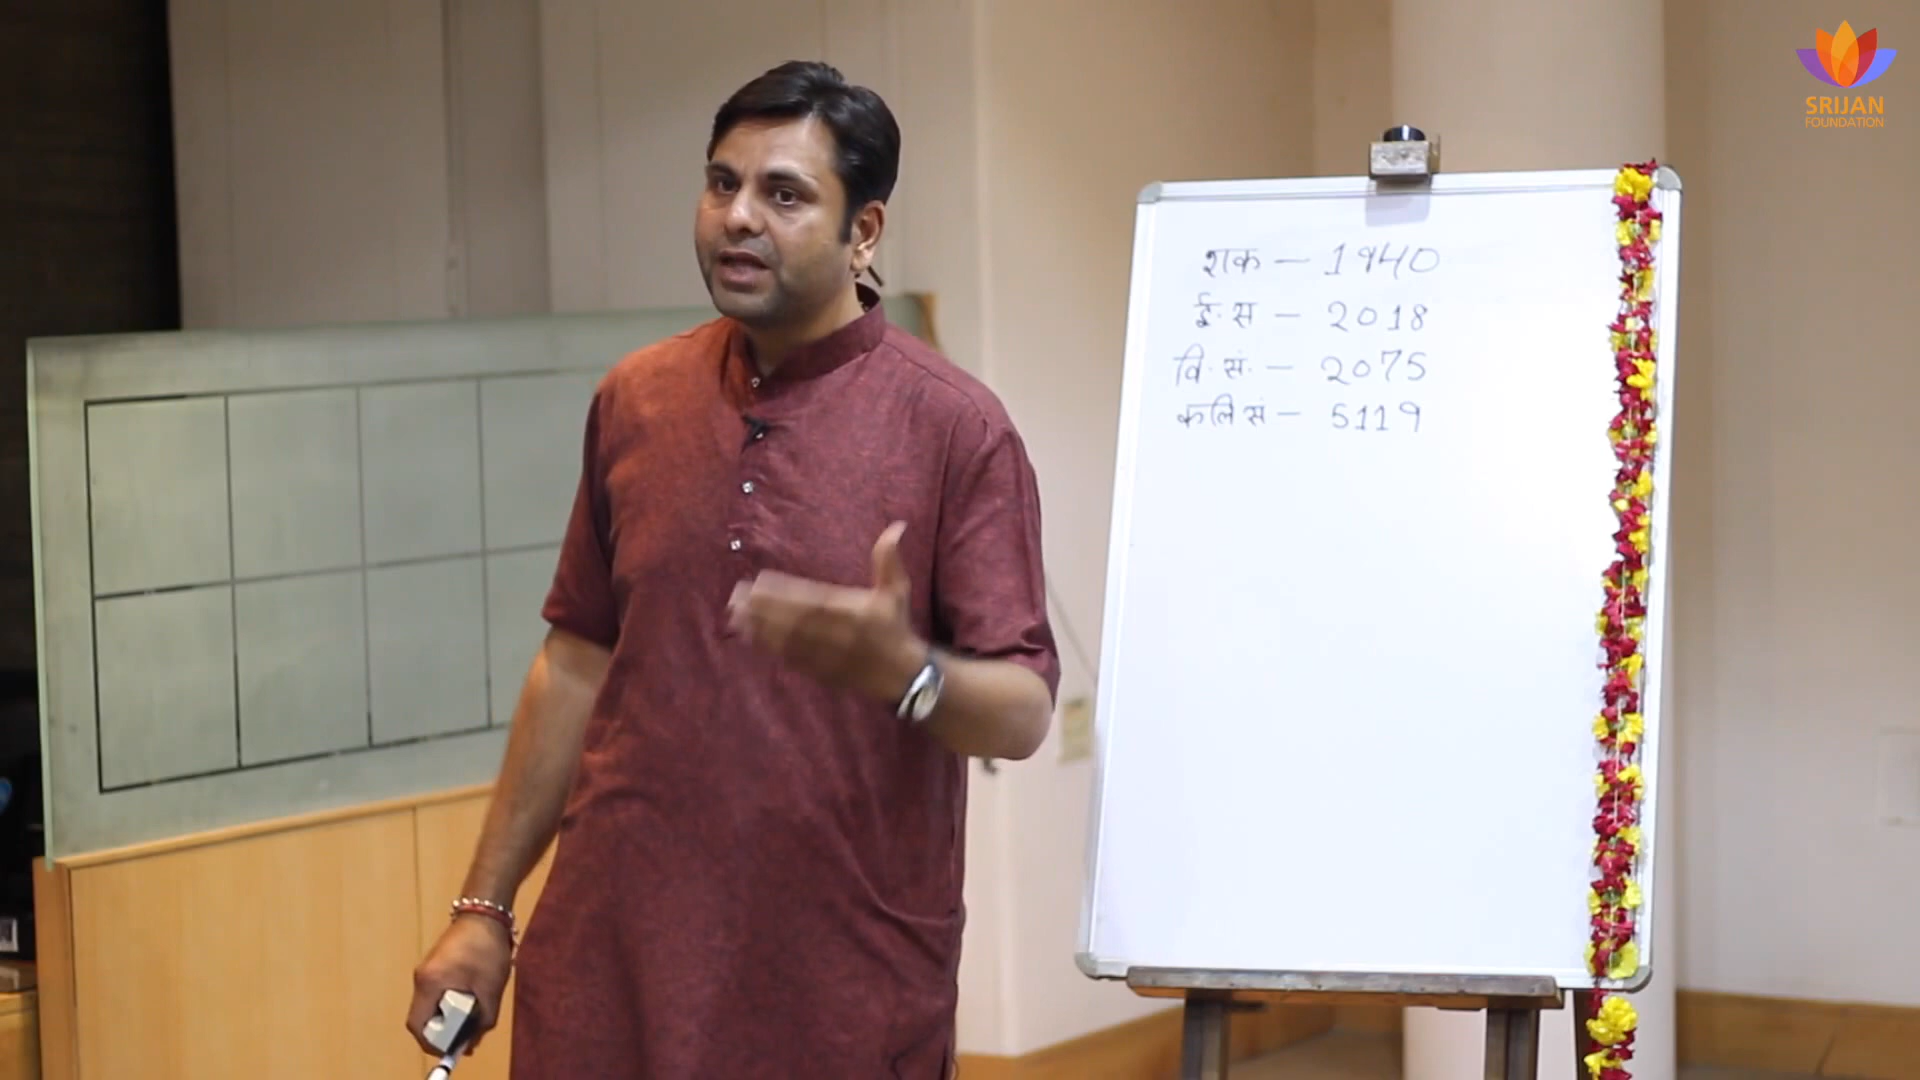 SRIJAN
FOUNDATION
शक — 1940
ई.स — 2018
वि.सं. — 2075
कलि सं — 5119